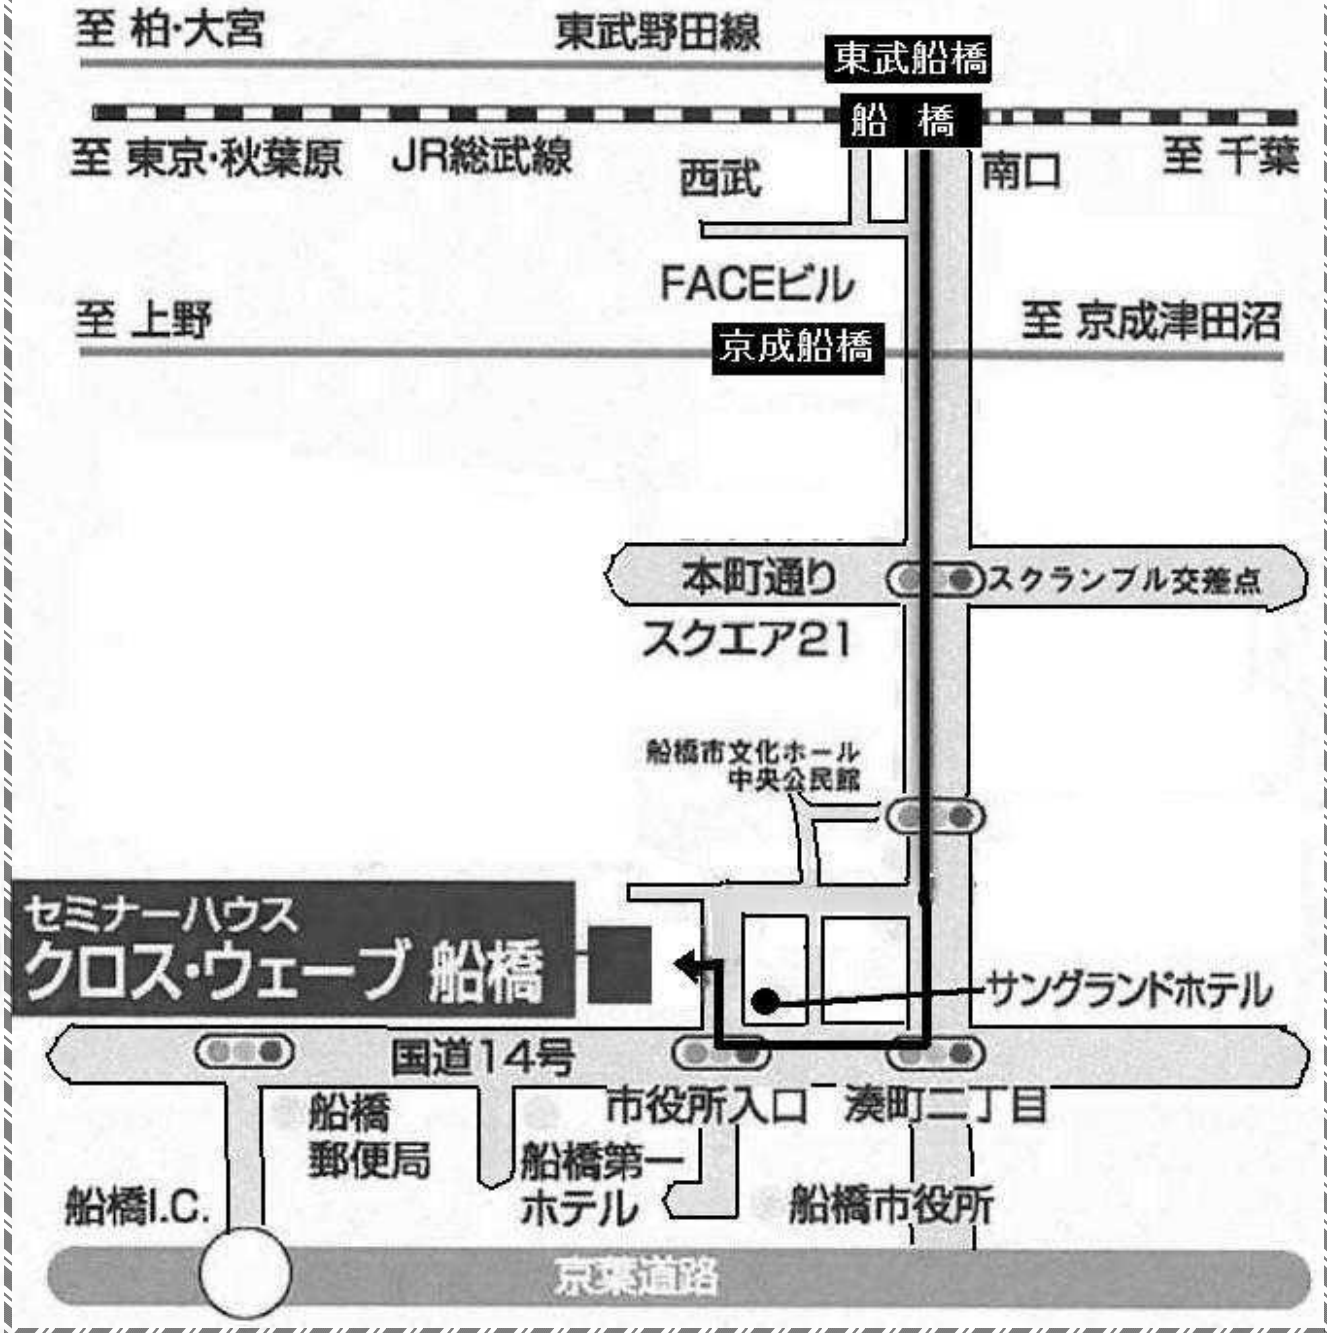 至 柏・大宮
東武野田線
東武船橋
船 橋
至 東京・秋葉原
JR総武線
西武
南口
至 千葉
FACEビル
至 上野
京成船橋
至 京成津田沼
本町通り
スクランブル交差点
スクエア21
船橋市文化ホール
中央公民館
セミナーハウス
クロス・ウェーブ 船橋
サングランドホテル
国道14号
市役所入口
湊町二丁目
船橋
郵便局
船橋第一
ホテル
船橋I.C.
船橋市役所
京葉道路